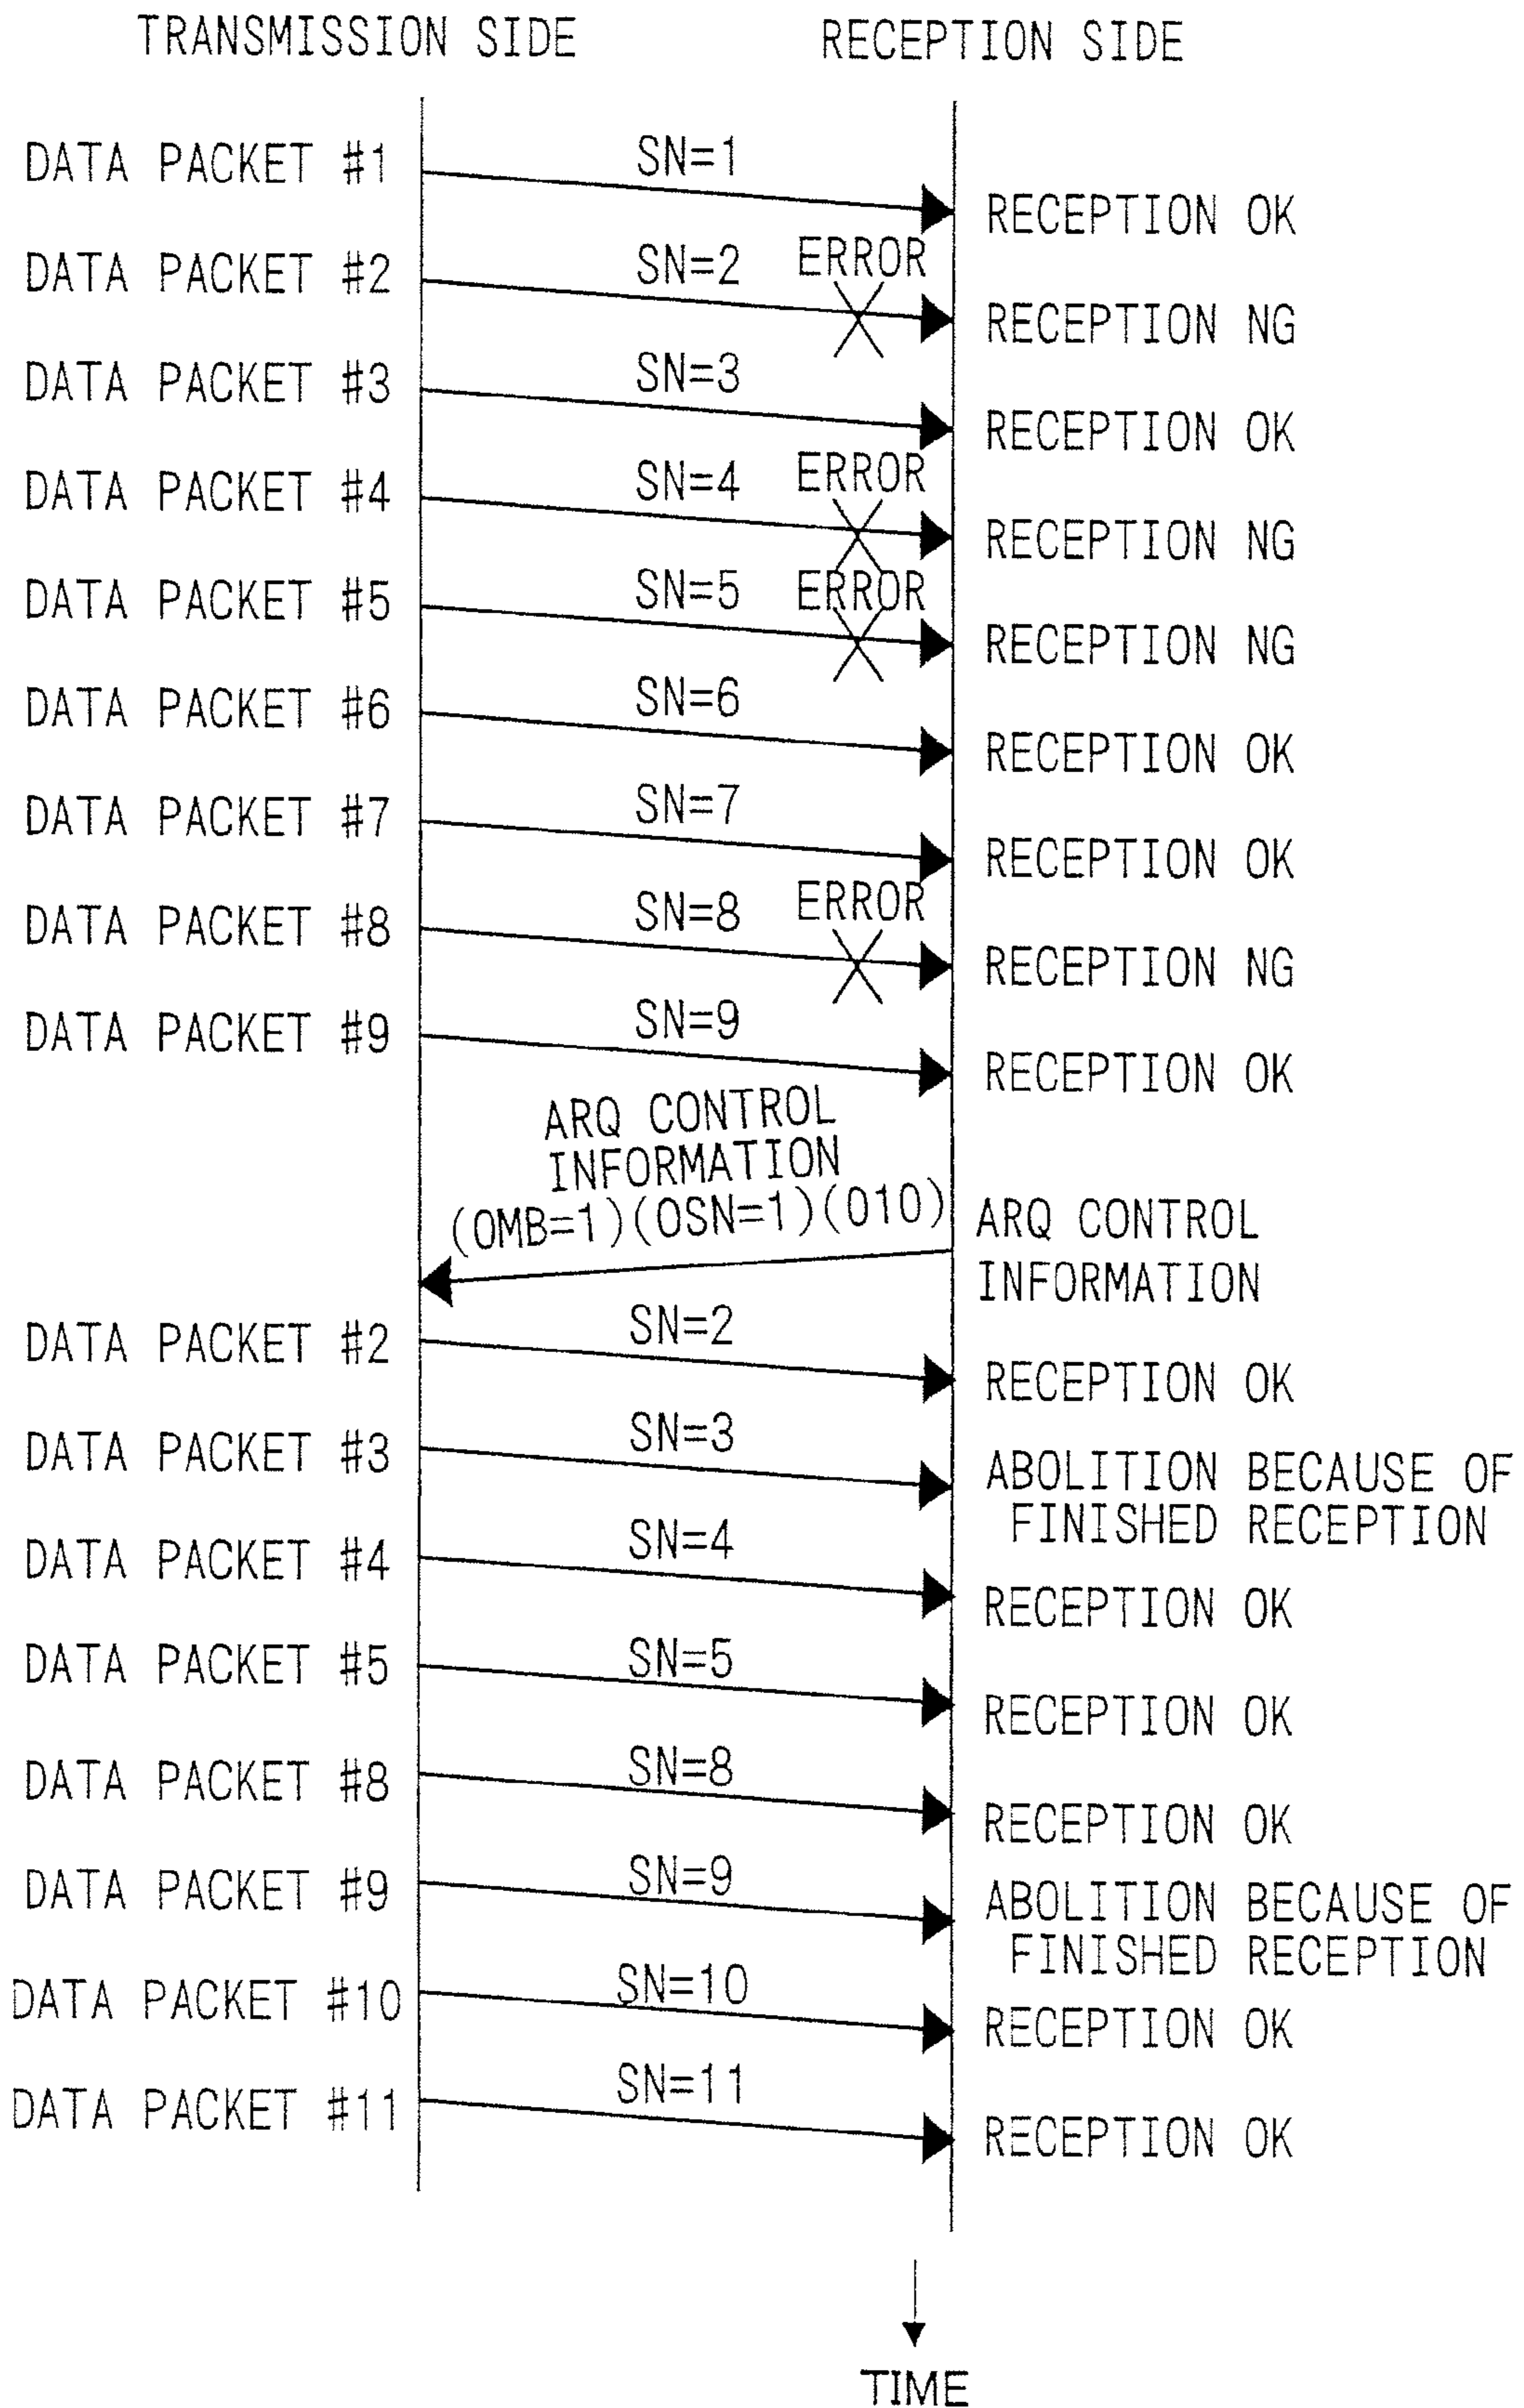 TRANSMISSION SIDE RECEPTION SIDE
DATA PACKET #1 SN=1 RECEPTION OK
DATA PACKET #2 SN=2 ERROR RECEPTION NG
DATA PACKET #3 SN=3 RECEPTION OK
DATA PACKET #4 SN=4 ERROR RECEPTION NG
DATA PACKET #5 SN=5 ERROR RECEPTION NG
DATA PACKET #6 SN=6 RECEPTION OK
DATA PACKET #7 SN=7 RECEPTION OK
DATA PACKET #8 SN=8 ERROR RECEPTION NG
DATA PACKET #9 SN=9 RECEPTION OK
ARQ CONTROL
INFORMATION
(OMB=1)(OSN=1)(010)
ARQ CONTROL
INFORMATION
DATA PACKET #2 SN=2 RECEPTION OK
DATA PACKET #3 SN=3 ABOLITION BECAUSE OF
FINISHED RECEPTION
DATA PACKET #4 SN=4 RECEPTION OK
DATA PACKET #5 SN=5 RECEPTION OK
DATA PACKET #8 SN=8 RECEPTION OK
DATA PACKET #9 SN=9 ABOLITION BECAUSE OF
FINISHED RECEPTION
DATA PACKET #10 SN=10 RECEPTION OK
DATA PACKET #11 SN=11 RECEPTION OK
TIME